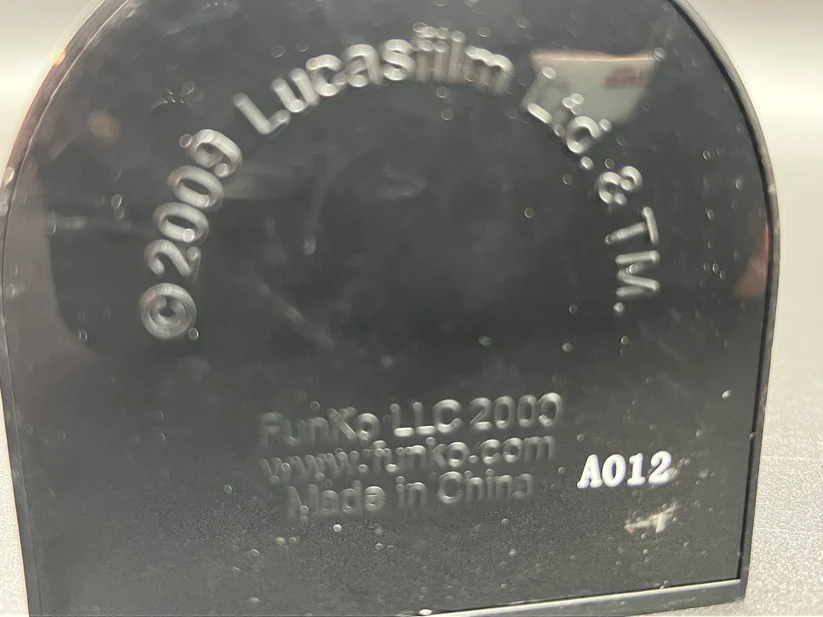 ©2009 Lucasfilm Ltd. & TM.
FunKo LLC 2009
www.funko.com
Made in China
A012